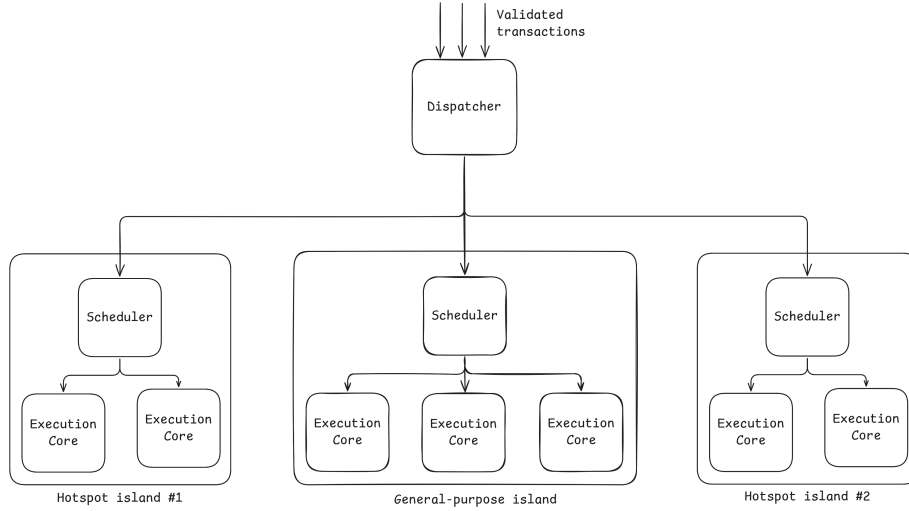 Validated
transactions
Dispatcher
Scheduler
Scheduler
Scheduler
Execution
Core
Execution
Core
Execution
Core
Execution
Core
Execution
Core
Execution
Core
Execution
Core
Hotspot island #1
General-purpose island
Hotspot island #2